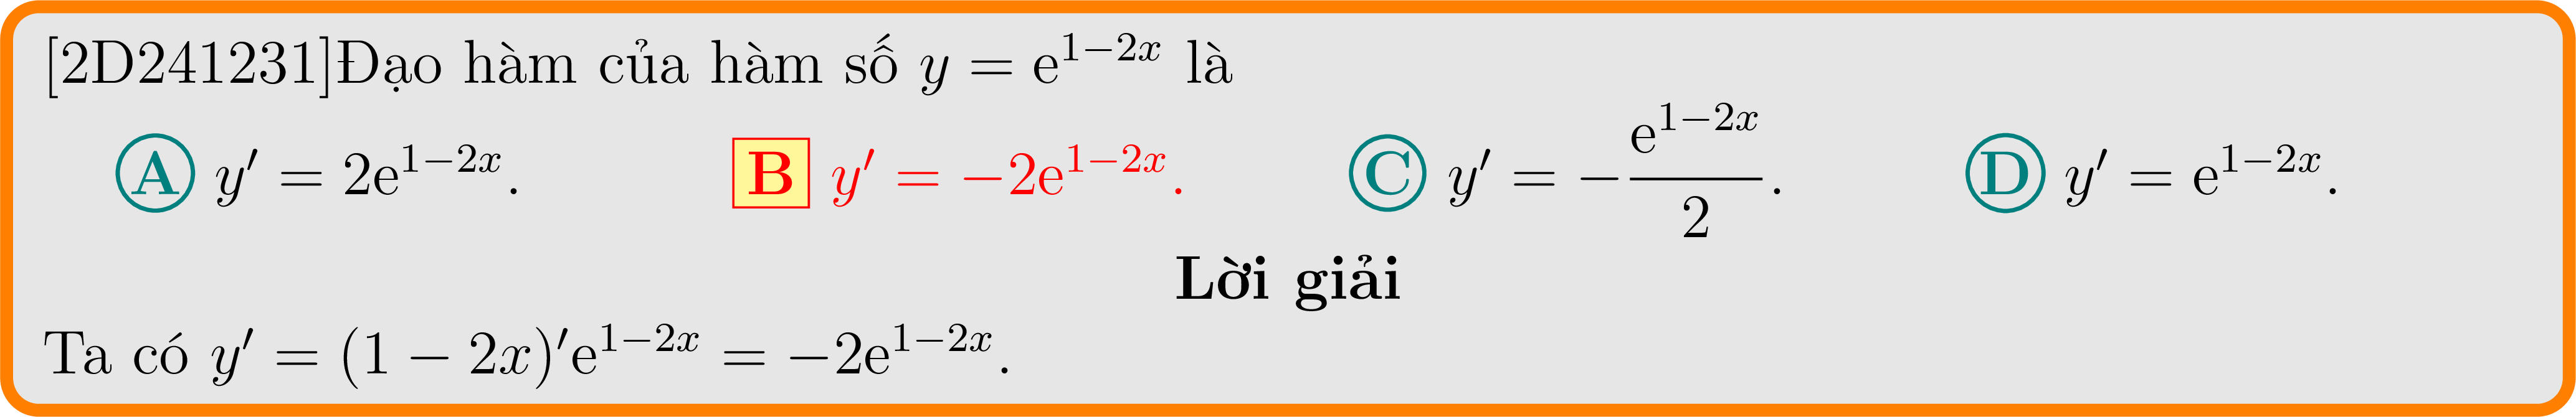 [2D241231]Đạo hàm của hàm số $y = \mathrm{e}^{1-2x}$ là
A $y' = 2\mathrm{e}^{1-2x}$. B $y' = -2\mathrm{e}^{1-2x}$. C $y' = -\dfrac{\mathrm{e}^{1-2x}}{2}$. D $y' = \mathrm{e}^{1-2x}$.
Lời giải
Ta có $y' = (1 - 2x)'\mathrm{e}^{1-2x} = -2\mathrm{e}^{1-2x}$.